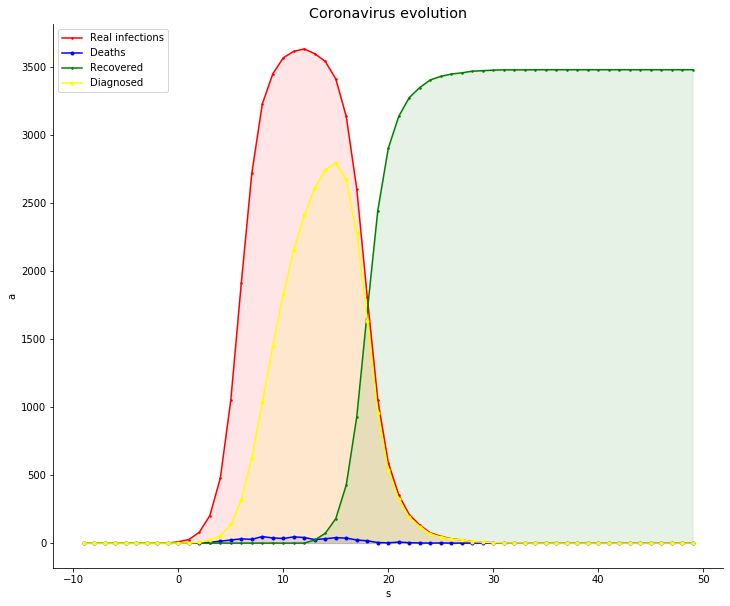 Coronavirus evolution
Real infections
Deaths
Recovered
Diagnosed
3500
3000
2500
2000
1500
1000
500
0
a
−10
0
10
20
30
40
50
s